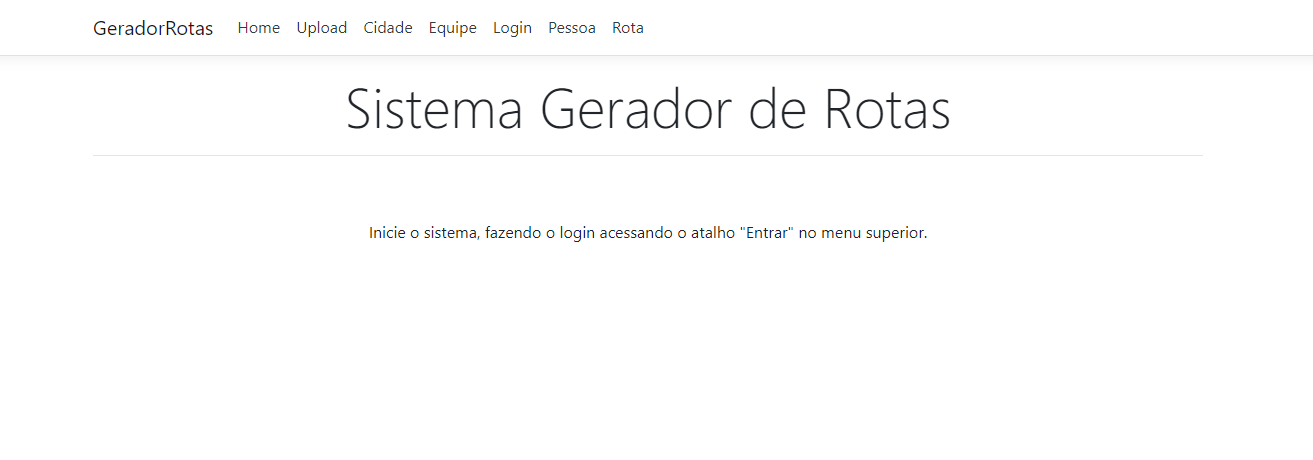 GeradorRotas Home Upload Cidade Equipe Login Pessoa Rota
Sistema Gerador de Rotas
Inicie o sistema, fazendo o login acessando o atalho "Entrar" no menu superior.